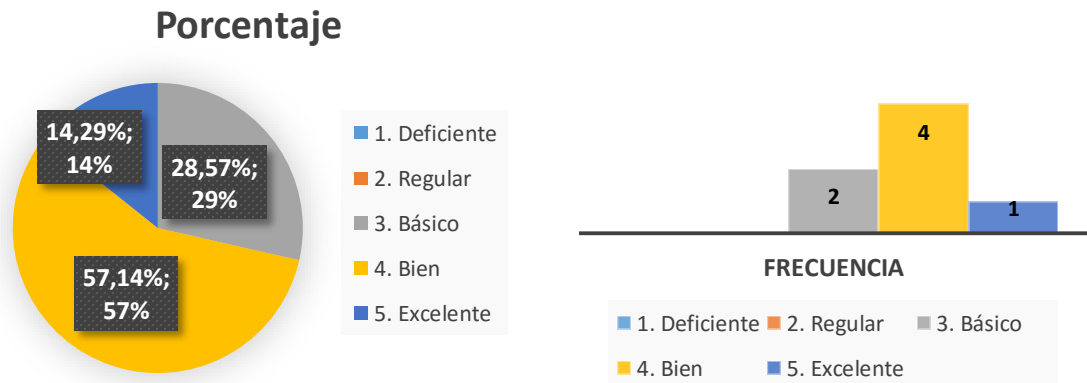 Porcentaje
14,29%;
14%
28,57%;
29%
57,14%;
57%
1. Deficiente
2. Regular
3. Básico
4. Bien
5. Excelente
2
4
1
FRECUENCIA
1. Deficiente 2. Regular 3. Básico
4. Bien 5. Excelente